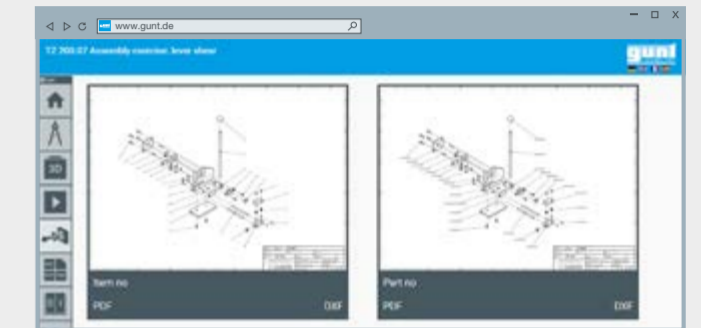 www.gunt.de
X
TZ 200.07 Assembly exercise: lever shear
gunt
3D
Item no
PDF DXF
Part no
PDF DXF